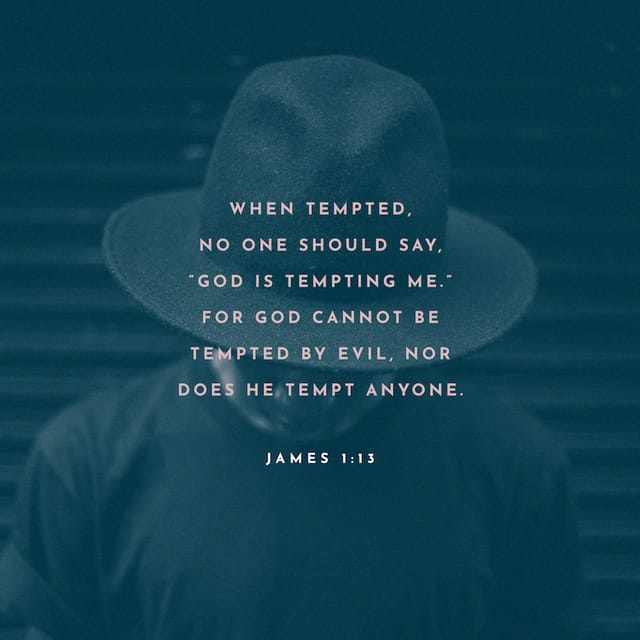 WHEN TEMPTED,
NO ONE SHOULD SAY,
“GOD IS TEMPTING ME.”
FOR GOD CANNOT BE
TEMPTED BY EVIL, NOR
DOES HE TEMPT ANYONE.
JAMES 1:13